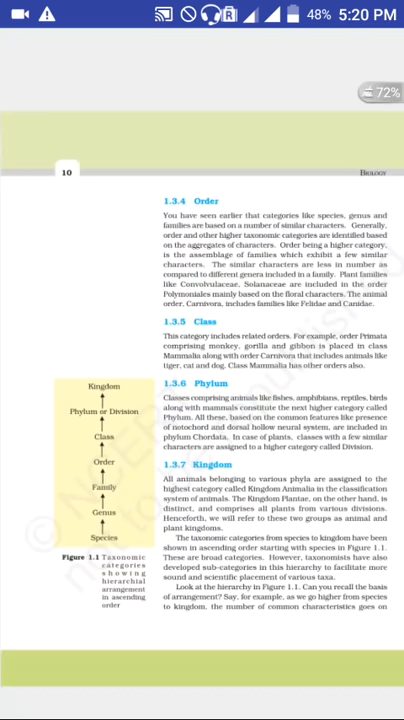 48% 5:20 PM
72%
10
BIOLOGY
1.3.4 Order
You have seen earlier that categories like species, genus and
families are based on a number of similar characters. Generally,
order and other higher taxonomic categories are identified based
on the aggregates of characters. Order being a higher category,
is the assemblage of families which exhibit a few similar
characters. The similar characters are less in number as
compared to different genera included in a family. Plant families
like Convolvulaceae, Solanaceae are included in the order
Polymoniales mainly based on the floral characters. The animal
order, Carnivora, includes families like Felidae and Canidae.
1.3.5 Class
This category includes related orders. For example, order Primata
comprising monkey, gorilla and gibbon is placed in class
Mammalia along with order Carnivora that includes animals like
tiger, cat and dog. Class Mammalia has other orders also.
1.3.6 Phylum
Classes comprising animals like fishes, amphibians, reptiles, birds
along with mammals constitute the next higher category called
Phylum. All these, based on the common features like presence
of notochord and dorsal hollow neural system, are included in
phylum Chordata. In case of plants, classes with a few similar
characters are assigned to a higher category called Division.
1.3.7 Kingdom
All animals belonging to various phyla are assigned to the
highest category called Kingdom Animalia in the classification
system of animals. The Kingdom Plantae, on the other hand, is
distinct, and comprises all plants from various divisions.
Henceforth, we will refer to these two groups as animal and
plant kingdoms.
The taxonomic categories from species to kingdom have been
shown in ascending order starting with species in Figure 1.1.
These are broad categories. However, taxonomists have also
developed sub-categories in this hierarchy to facilitate more
sound and scientific placement of various taxa.
Look at the hierarchy in Figure 1.1. Can you recall the basis
of arrangement? Say, for example, as we go higher from species
to kingdom, the number of common characteristics goes on
Kingdom
Phylum or Division
Class
Order
Family
Genus
Species
Figure 1.1 Taxonomic
categories
showing
hierarchial
arrangement
in ascending
order